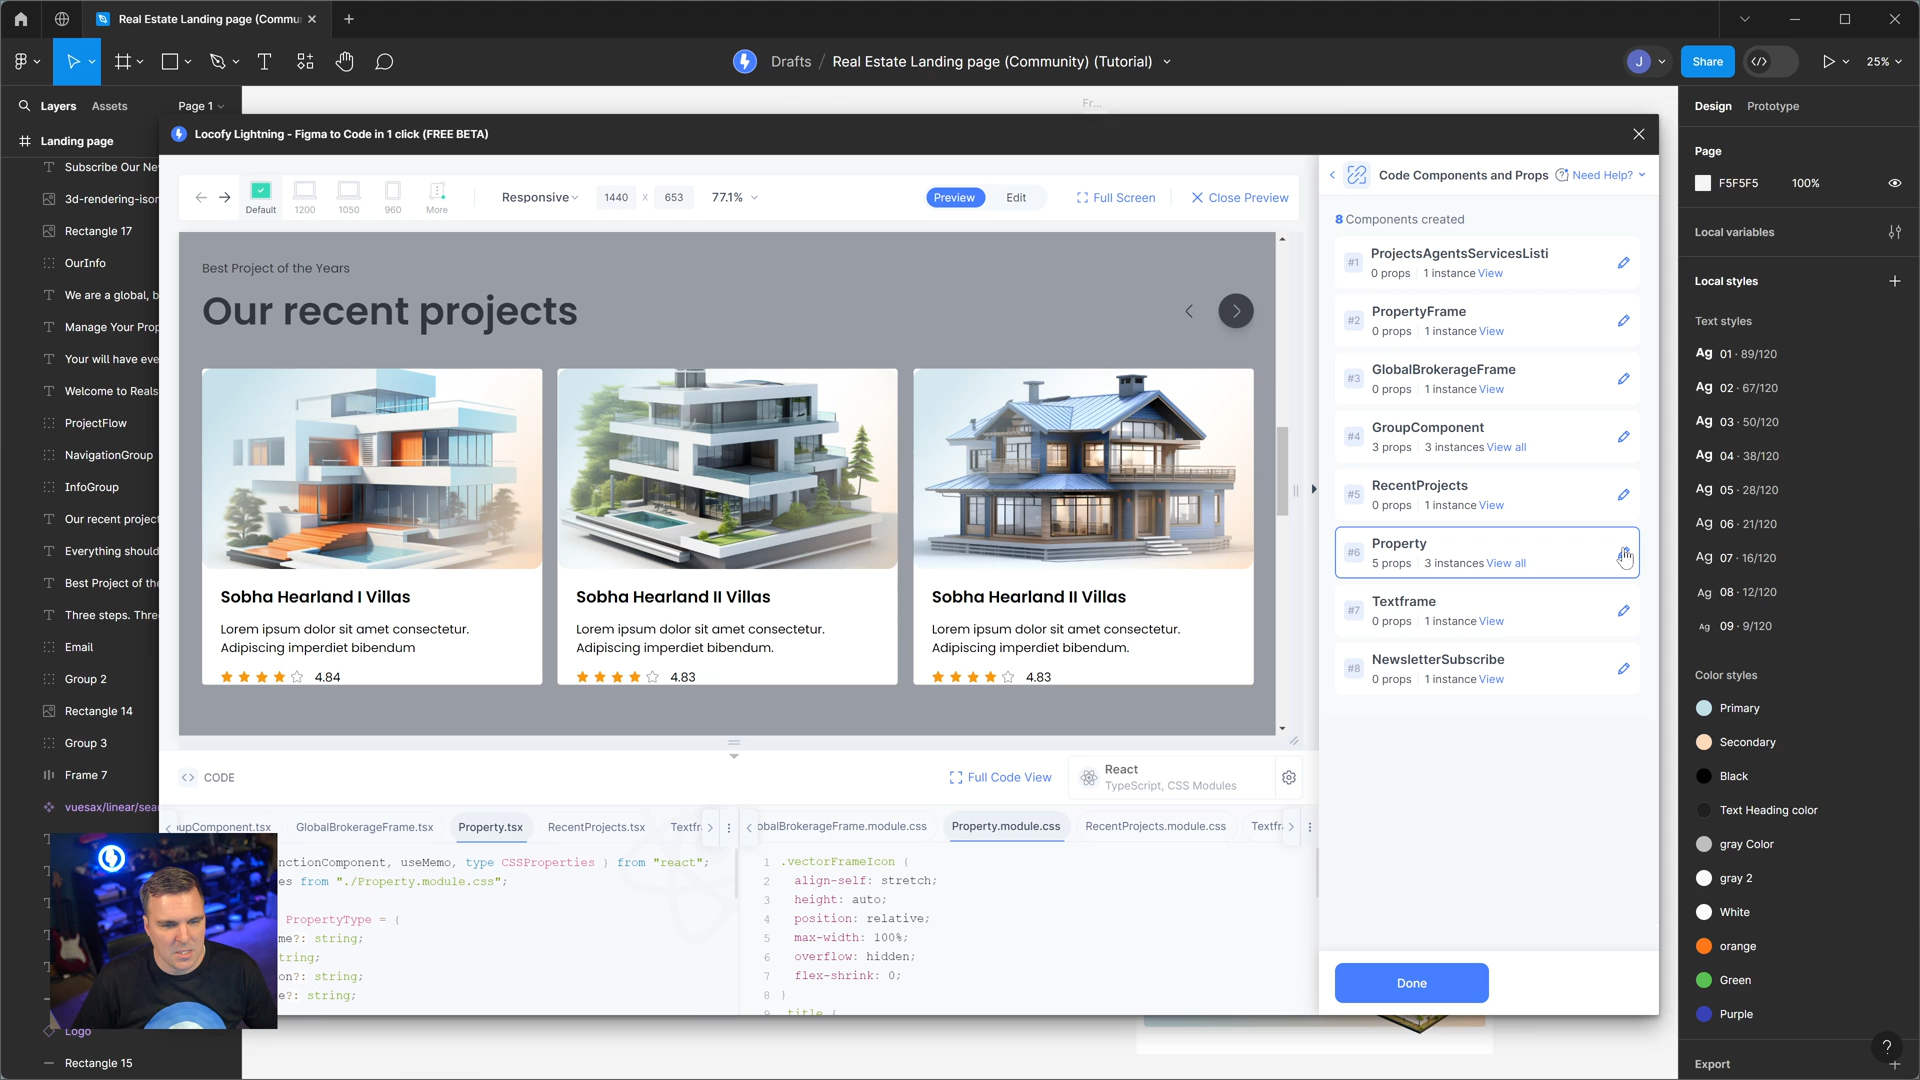 Real Estate Landing page (Commu
Drafts / Real Estate Landing page (Community) (Tutorial)
J
Share
25%
Layers
Assets
Page 1
Fr...
Design
Prototype
Landing page
Subscribe Our Ne
3d-rendering-isor
Rectangle 17
OurInfo
We are a global, b
Manage Your Prop
Your will have eve
Welcome to Reals
ProjectFlow
NavigationGroup
InfoGroup
Our recent project
Everything should
Best Project of the
Three steps. Three
Email
Group 2
Rectangle 14
Group 3
Frame 7
vuesax/linear/sear
Logo
Rectangle 15
Locofy Lightning - Figma to Code in 1 click (FREE BETA)
Default
1200
1050
960
More
Responsive
1440 x 653
77.1%
Preview
Edit
Full Screen
Close Preview
Best Project of the Years
Our recent projects
Sobha Hearland I Villas
Lorem ipsum dolor sit amet consectetur.
Adipiscing imperdiet bibendum
4.84
Sobha Hearland II Villas
Lorem ipsum dolor sit amet consectetur.
Adipiscing imperdiet bibendum.
4.83
Sobha Hearland II Villas
Lorem ipsum dolor sit amet consectetur.
Adipiscing imperdiet bibendum.
4.83
CODE
Full Code View
React
TypeScript, CSS Modules
upComponent.tsx
GlobalBrokerageFrame.tsx
Property.tsx
RecentProjects.tsx
Textfr
nctionComponent, useMemo, type CSSProperties } from "react";
es from "./Property.module.css";
PropertyType = {
me?: string;
tring;
on?: string;
e?: string;
obalBrokerageFrame.module.css
Property.module.css
RecentProjects.module.css
Textfr
1 .vectorFrameIcon {
2 align-self: stretch;
3 height: auto;
4 position: relative;
5 max-width: 100%;
6 overflow: hidden;
7 flex-shrink: 0;
8 }
9 .title {
Code Components and Props
Need Help?
8 Components created
#1 ProjectsAgentsServicesListi
0 props 1 instance View
#2 PropertyFrame
0 props 1 instance View
#3 GlobalBrokerageFrame
0 props 1 instance View
#4 GroupComponent
3 props 3 instances View all
#5 RecentProjects
0 props 1 instance View
#6 Property
5 props 3 instances View all
#7 Textframe
0 props 1 instance View
#8 NewsletterSubscribe
0 props 1 instance View
Done
Page
F5F5F5 100%
Local variables
Local styles
Text styles
Ag 01 · 89/120
Ag 02 · 67/120
Ag 03 · 50/120
Ag 04 · 38/120
Ag 05 · 28/120
Ag 06 · 21/120
Ag 07 · 16/120
Ag 08 · 12/120
Ag 09 · 9/120
Color styles
Primary
Secondary
Black
Text Heading color
gray Color
gray 2
White
orange
Green
Purple
Export
?